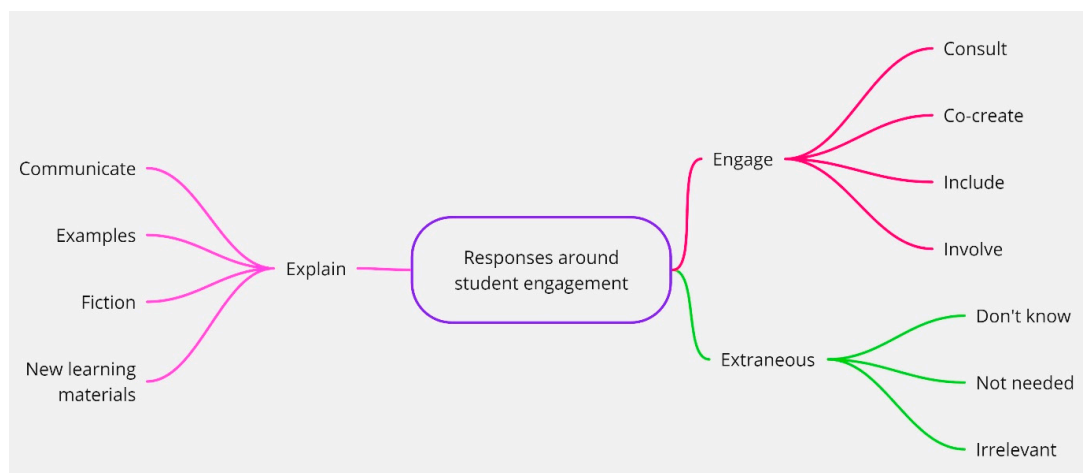 Responses around
student engagement
Explain
Communicate
Examples
Fiction
New learning
materials
Engage
Consult
Co-create
Include
Involve
Extraneous
Don't know
Not needed
Irrelevant